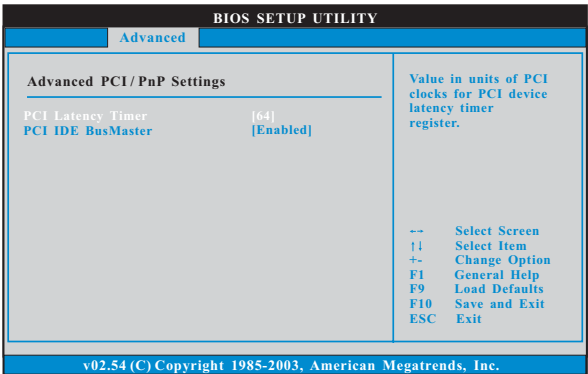 BIOS SETUP UTILITY
Advanced
Advanced PCI / PnP Settings
PCI Latency Timer [64]
PCI IDE BusMaster [Enabled]
Value in units of PCI
clocks for PCI device
latency timer
register.
←→ Select Screen
↑↓ Select Item
+- Change Option
F1 General Help
F9 Load Defaults
F10 Save and Exit
ESC Exit
v02.54 (C) Copyright 1985-2003, American Megatrends, Inc.